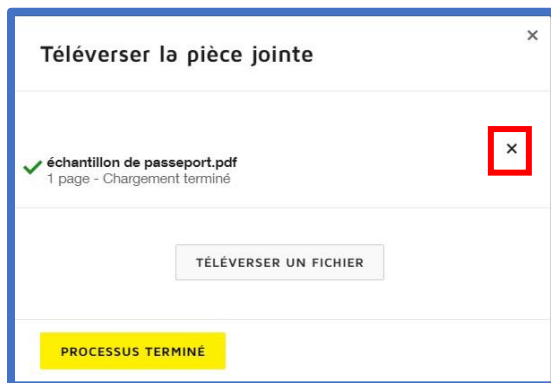 Téléverser la pièce jointe
échantillon de passeport.pdf
1 page - Chargement terminé
TÉLÉVERSER UN FICHIER
PROCESSUS TERMINÉ